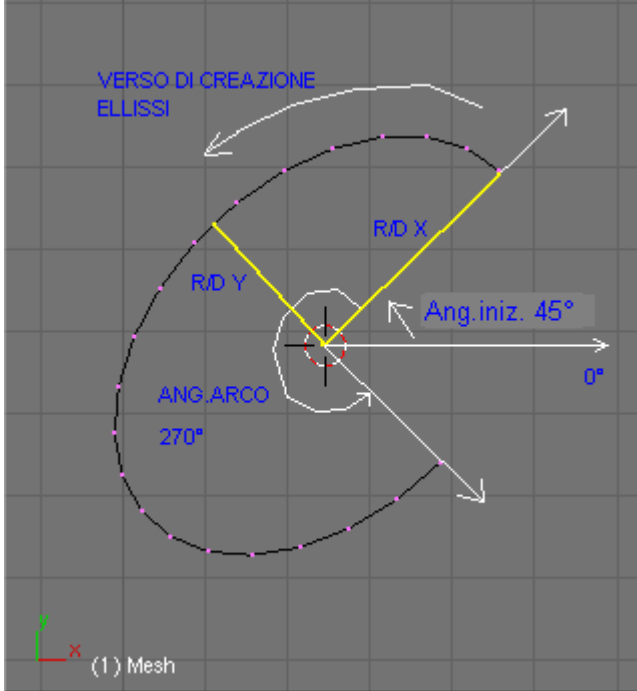 VERSO DI CREAZIONE
ELLISSI
R/D X
R/D Y
Ang.iniz. 45°
0°
ANG.ARCO
270°
y
x
(1) Mesh